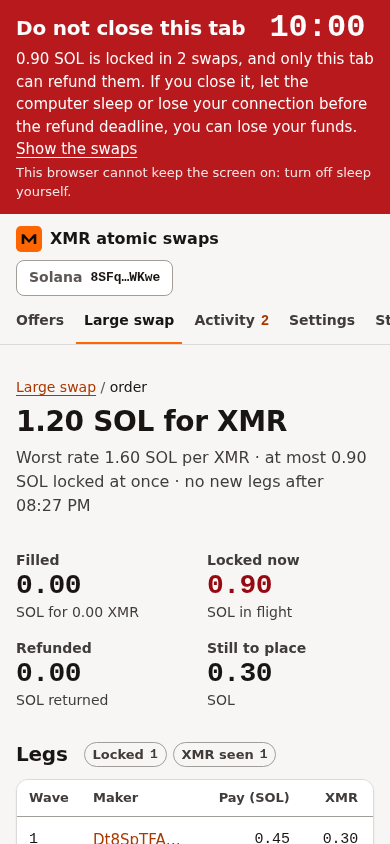 Do not close this tab 10:00
0.90 SOL is locked in 2 swaps, and only this tab
can refund them. If you close it, let the
computer sleep or lose your connection before
the refund deadline, you can lose your funds.
Show the swaps
This browser cannot keep the screen on: turn off sleep
yourself.
XMR atomic swaps
Solana 8SFq…WKwe
Offers Large swap Activity 2 Settings St
Large swap / order
1.20 SOL for XMR
Worst rate 1.60 SOL per XMR · at most 0.90
SOL locked at once · no new legs after
08:27 PM
Filled Locked now
0.00 0.90
SOL for 0.00 XMR SOL in flight
Refunded Still to place
0.00 0.30
SOL returned SOL
Legs Locked 1 XMR seen 1
Wave Maker Pay (SOL) XMR
1 Dt8SpTFA… 0.45 0.30